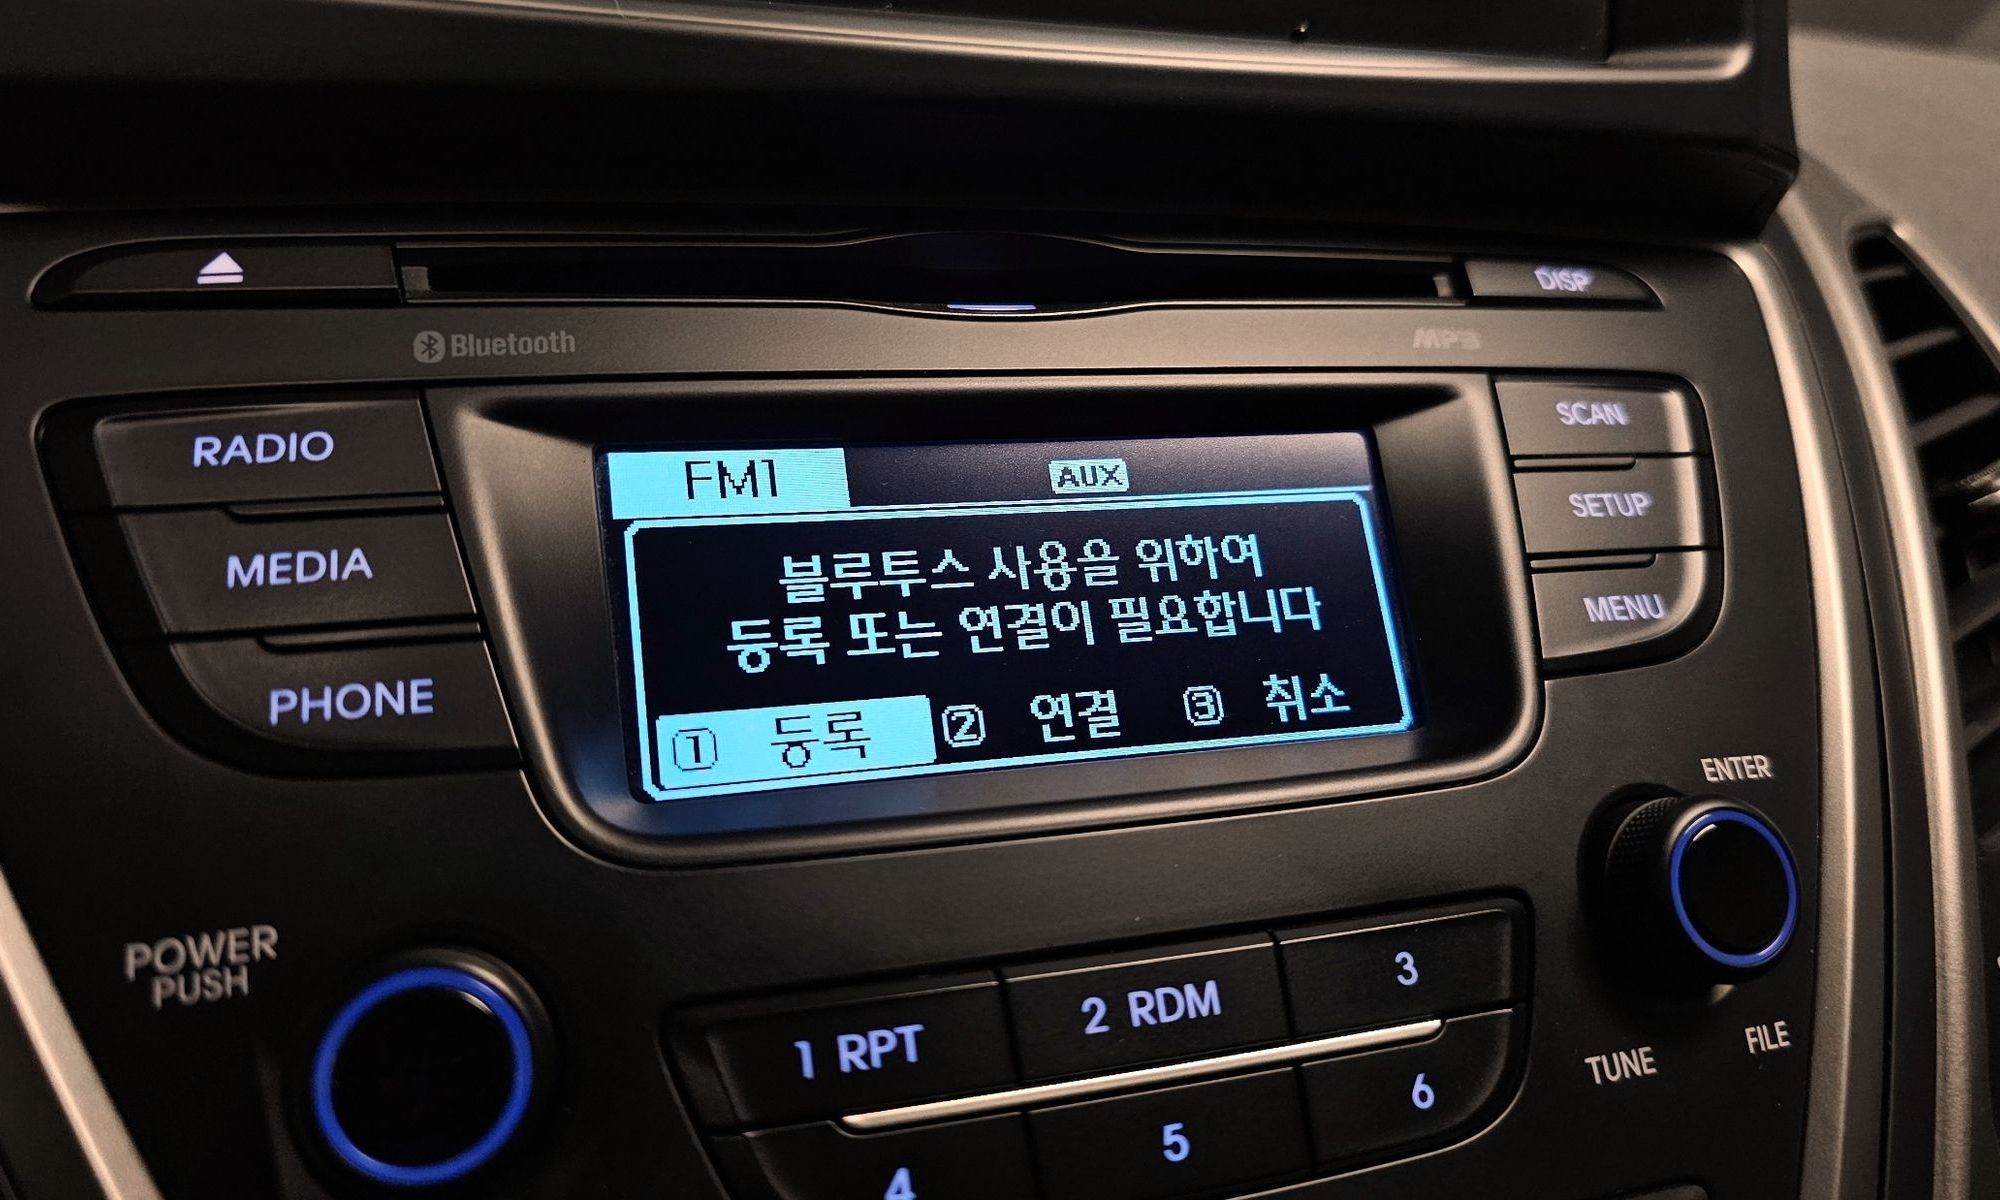 DISP
Bluetooth
MP3
RADIO
MEDIA
PHONE
FM1
AUX
블루투스 사용을 위하여
등록 또는 연결이 필요합니다
1 등록 2 연결 3 취소
SCAN
SETUP
MENU
ENTER
POWER
PUSH
TUNE
FILE
1 RPT
2 RDM
3
4
5
6